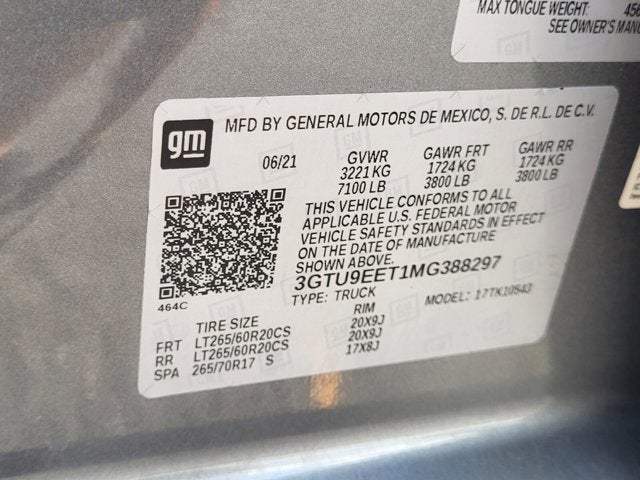 MAX TONGUE WEIGHT: 456
SEE OWNER'S MANU
gm
MFD BY GENERAL MOTORS DE MEXICO, S. DE R.L. DE C.V.
06/21 GVWR GAWR FRT GAWR RR
3221 KG 1724 KG 1724 KG
7100 LB 3800 LB 3800 LB
THIS VEHICLE CONFORMS TO ALL
APPLICABLE U.S. FEDERAL MOTOR
VEHICLE SAFETY STANDARDS IN EFFECT
ON THE DATE OF MANUFACTURE
SHOWN ABOVE.
3GTU9EET1MG388297
464C
TYPE: TRUCK MODEL: 17TK10543
TIRE SIZE RIM
FRT LT265/60R20CS 20X9J
RR LT265/60R20CS 20X9J
SPA 265/70R17 S 17X8J